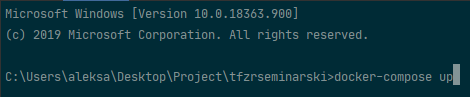 Microsoft Windows [Version 10.0.18363.900]
(c) 2019 Microsoft Corporation. All rights reserved.
C:\Users\aleksa\Desktop\Project\tfzrseminarski>docker-compose up